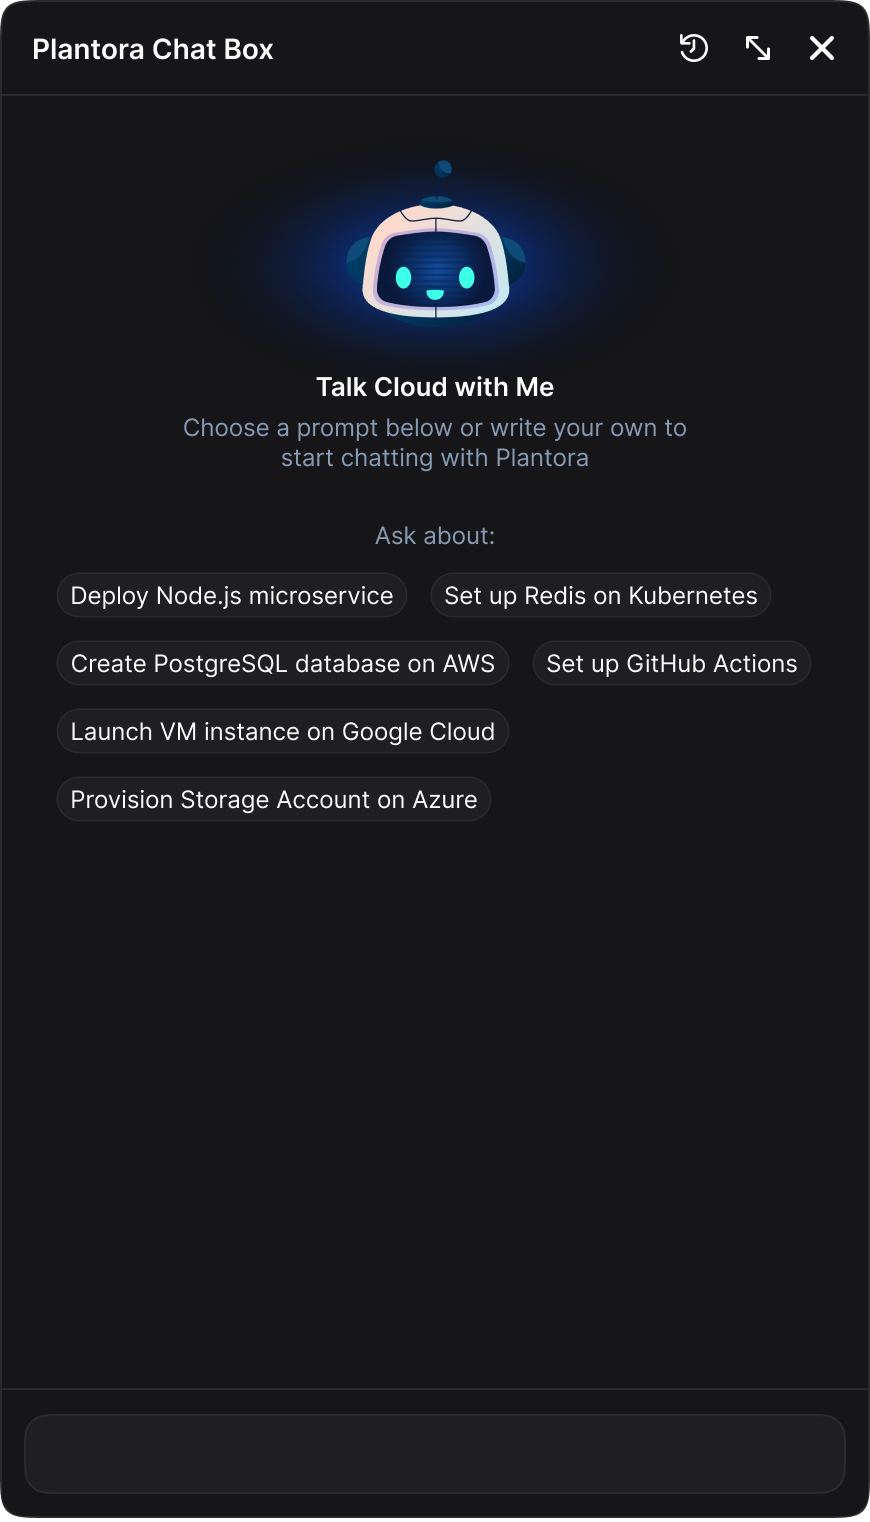 Plantora Chat Box
Talk Cloud with Me
Choose a prompt below or write your own to
start chatting with Plantora
Ask about:
Deploy Node.js microservice
Set up Redis on Kubernetes
Create PostgreSQL database on AWS
Set up GitHub Actions
Launch VM instance on Google Cloud
Provision Storage Account on Azure